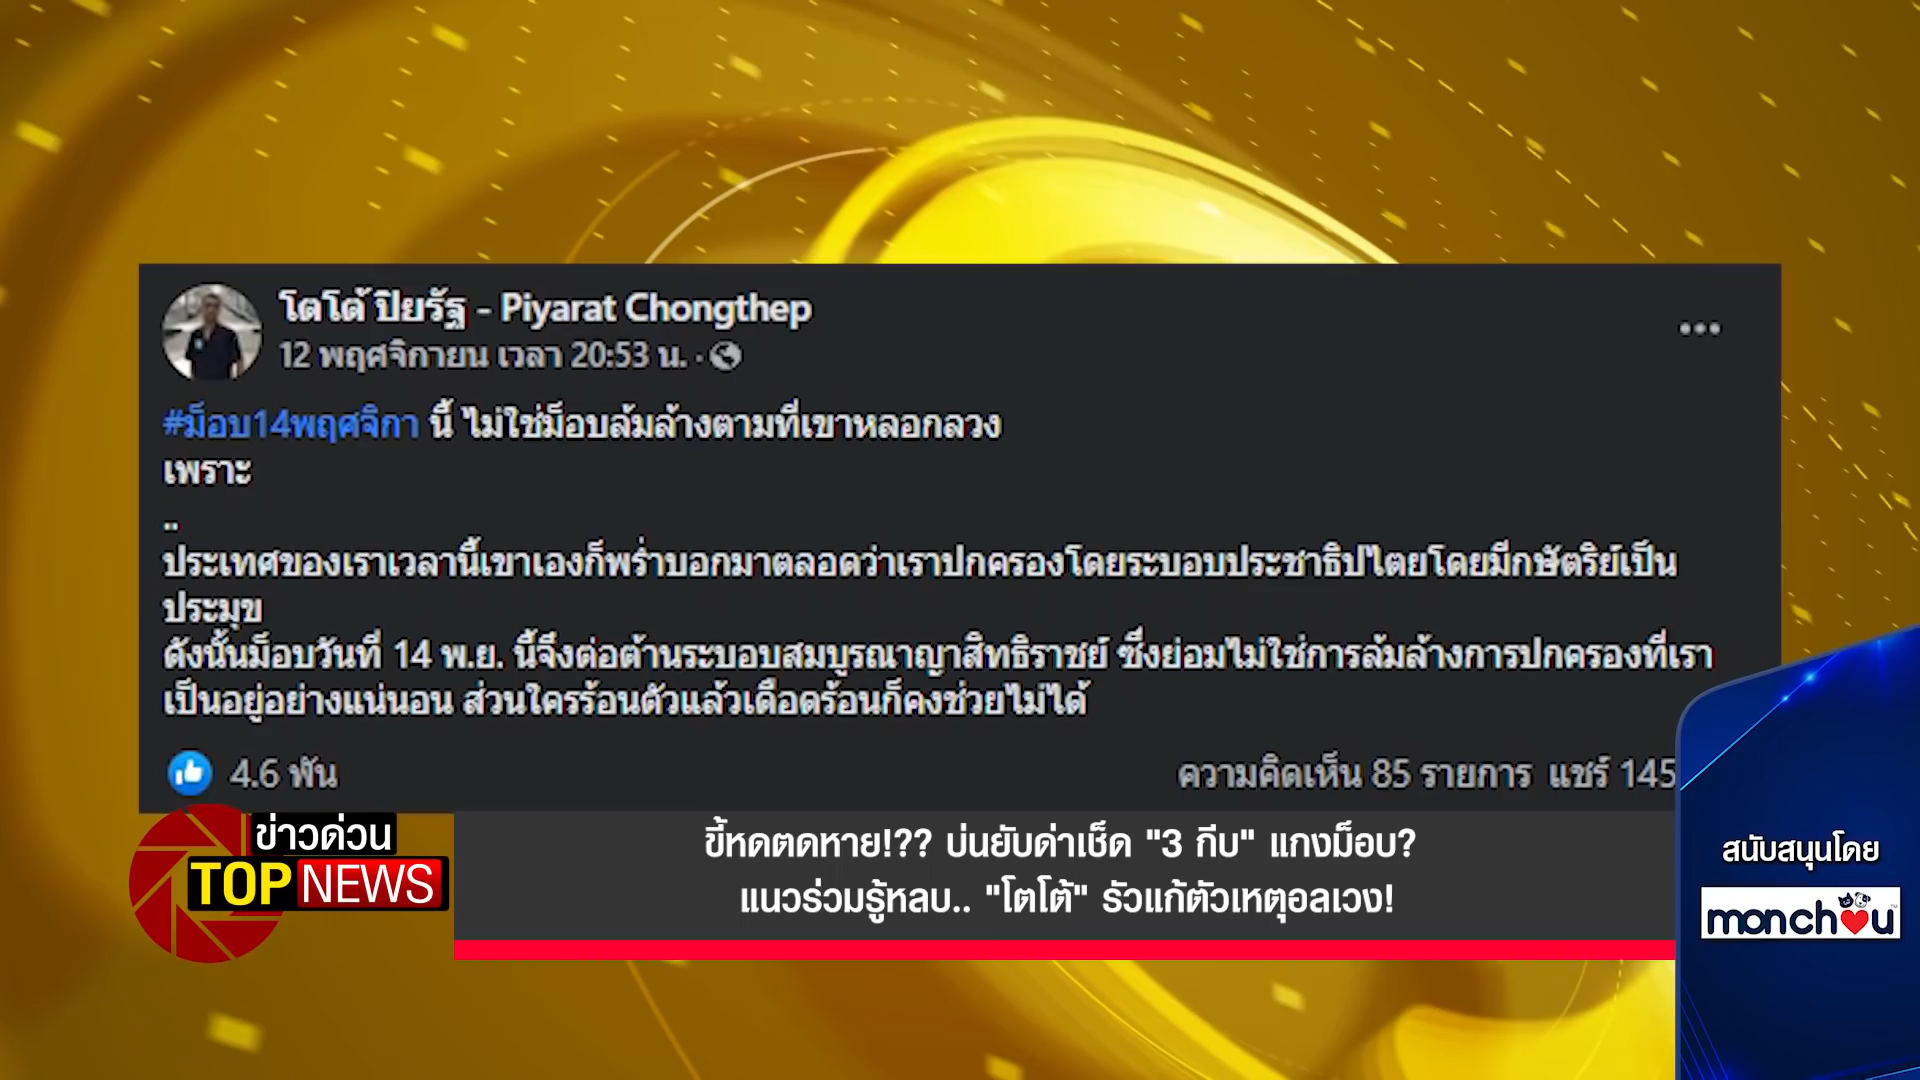 โตโต้ ปิยรัฐ - Piyarat Chongthep
12 พฤศจิกายน เวลา 20:53 น. ·
#ม็อบ14พฤศจิกา นี้ ไม่ใช่ม็อบล้มล้างตามที่เขาหลอกลวง
เพราะ
..
ประเทศของเราเวลานี้เขาเองก็พร่ำบอกมาตลอดว่าเราปกครองโดยระบอบประชาธิปไตยโดยมีกษัตริย์เป็น
ประมุข
ดังนั้นม็อบวันที่ 14 พ.ย. นี้จึงต่อต้านระบอบสมบูรณาญาสิทธิราชย์ ซึ่งย่อมไม่ใช่การล้มล้างการปกครองที่เรา
เป็นอยู่อย่างแน่นอน ส่วนใครร้อนตัวแล้วเดือดร้อนก็คงช่วยไม่ได้
4.6 พัน
ความคิดเห็น 85 รายการ แชร์ 145
ข่าวด่วน
TOP NEWS
ขี้หดตดหาย!?? บ่นยับด่าเช็ด "3 กีบ" แกงม็อบ?
แนวร่วมรู้หลบ.. "โตโต้" รัวแก้ตัวเหตุอลเวง!
สนับสนุนโดย
monchou